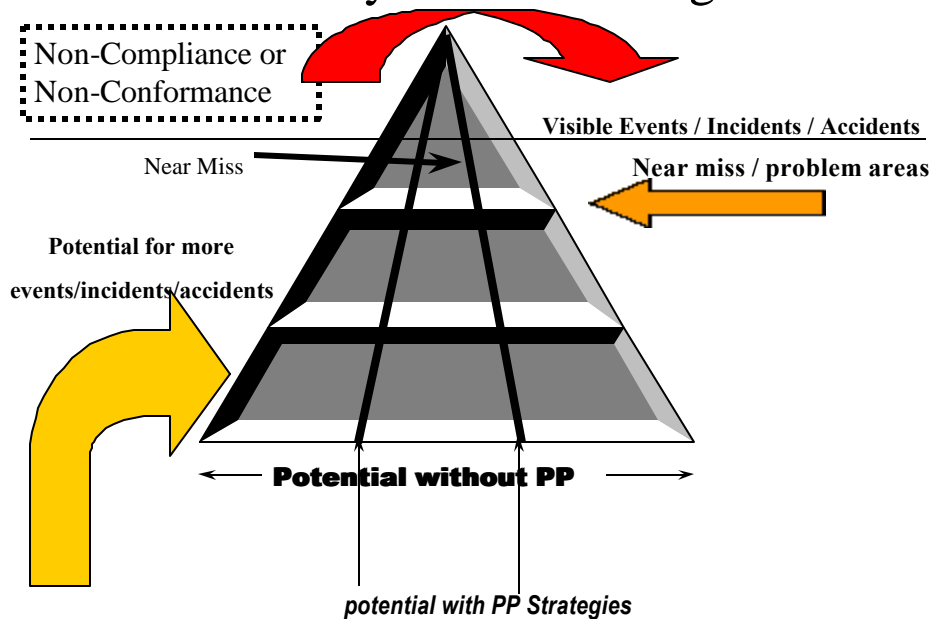 Non-Compliance or
Non-Conformance
Visible Events / Incidents / Accidents
Near Miss
Near miss / problem areas
Potential for more
events/incidents/accidents
Potential without PP
potential with PP Strategies